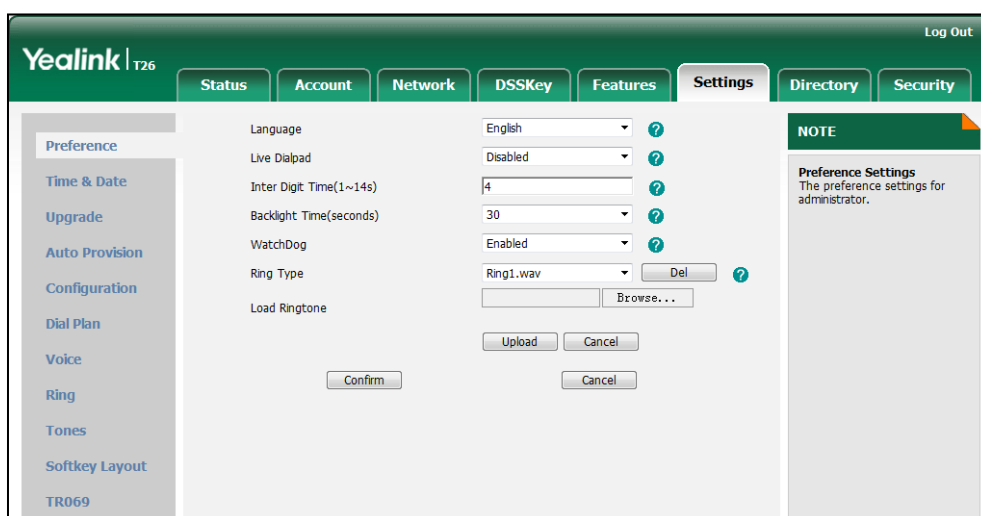 Log Out
Yealink | T26
Status Account Network DSSKey Features Settings Directory Security
Preference
Time & Date
Upgrade
Auto Provision
Configuration
Dial Plan
Voice
Ring
Tones
Softkey Layout
TR069
Language English ?
Live Dialpad Disabled ?
Inter Digit Time(1~14s) 4 ?
Backlight Time(seconds) 30 ?
WatchDog Enabled ?
Ring Type Ring1.wav Del ?
Load Ringtone Browse...
Upload Cancel
Confirm Cancel
NOTE
Preference Settings
The preference settings for
administrator.